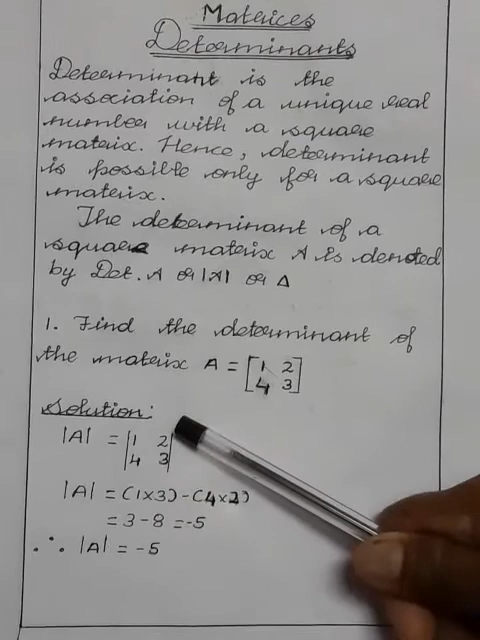 Matrices
Determinants
Determinant is the
association of a unique real
number with a square
matrix. Hence, determinant
is possible only for a square
matrix.
The determinant of a
square matrix A is denoted
by Det. A or |A| or Δ
1. Find the determinant of
the matrix A = [1 2
4 3]
Solution:
|A| = |1 2
4 3|
|A| = (1×3) - (4×2)
= 3 - 8 = -5
∴ |A| = -5